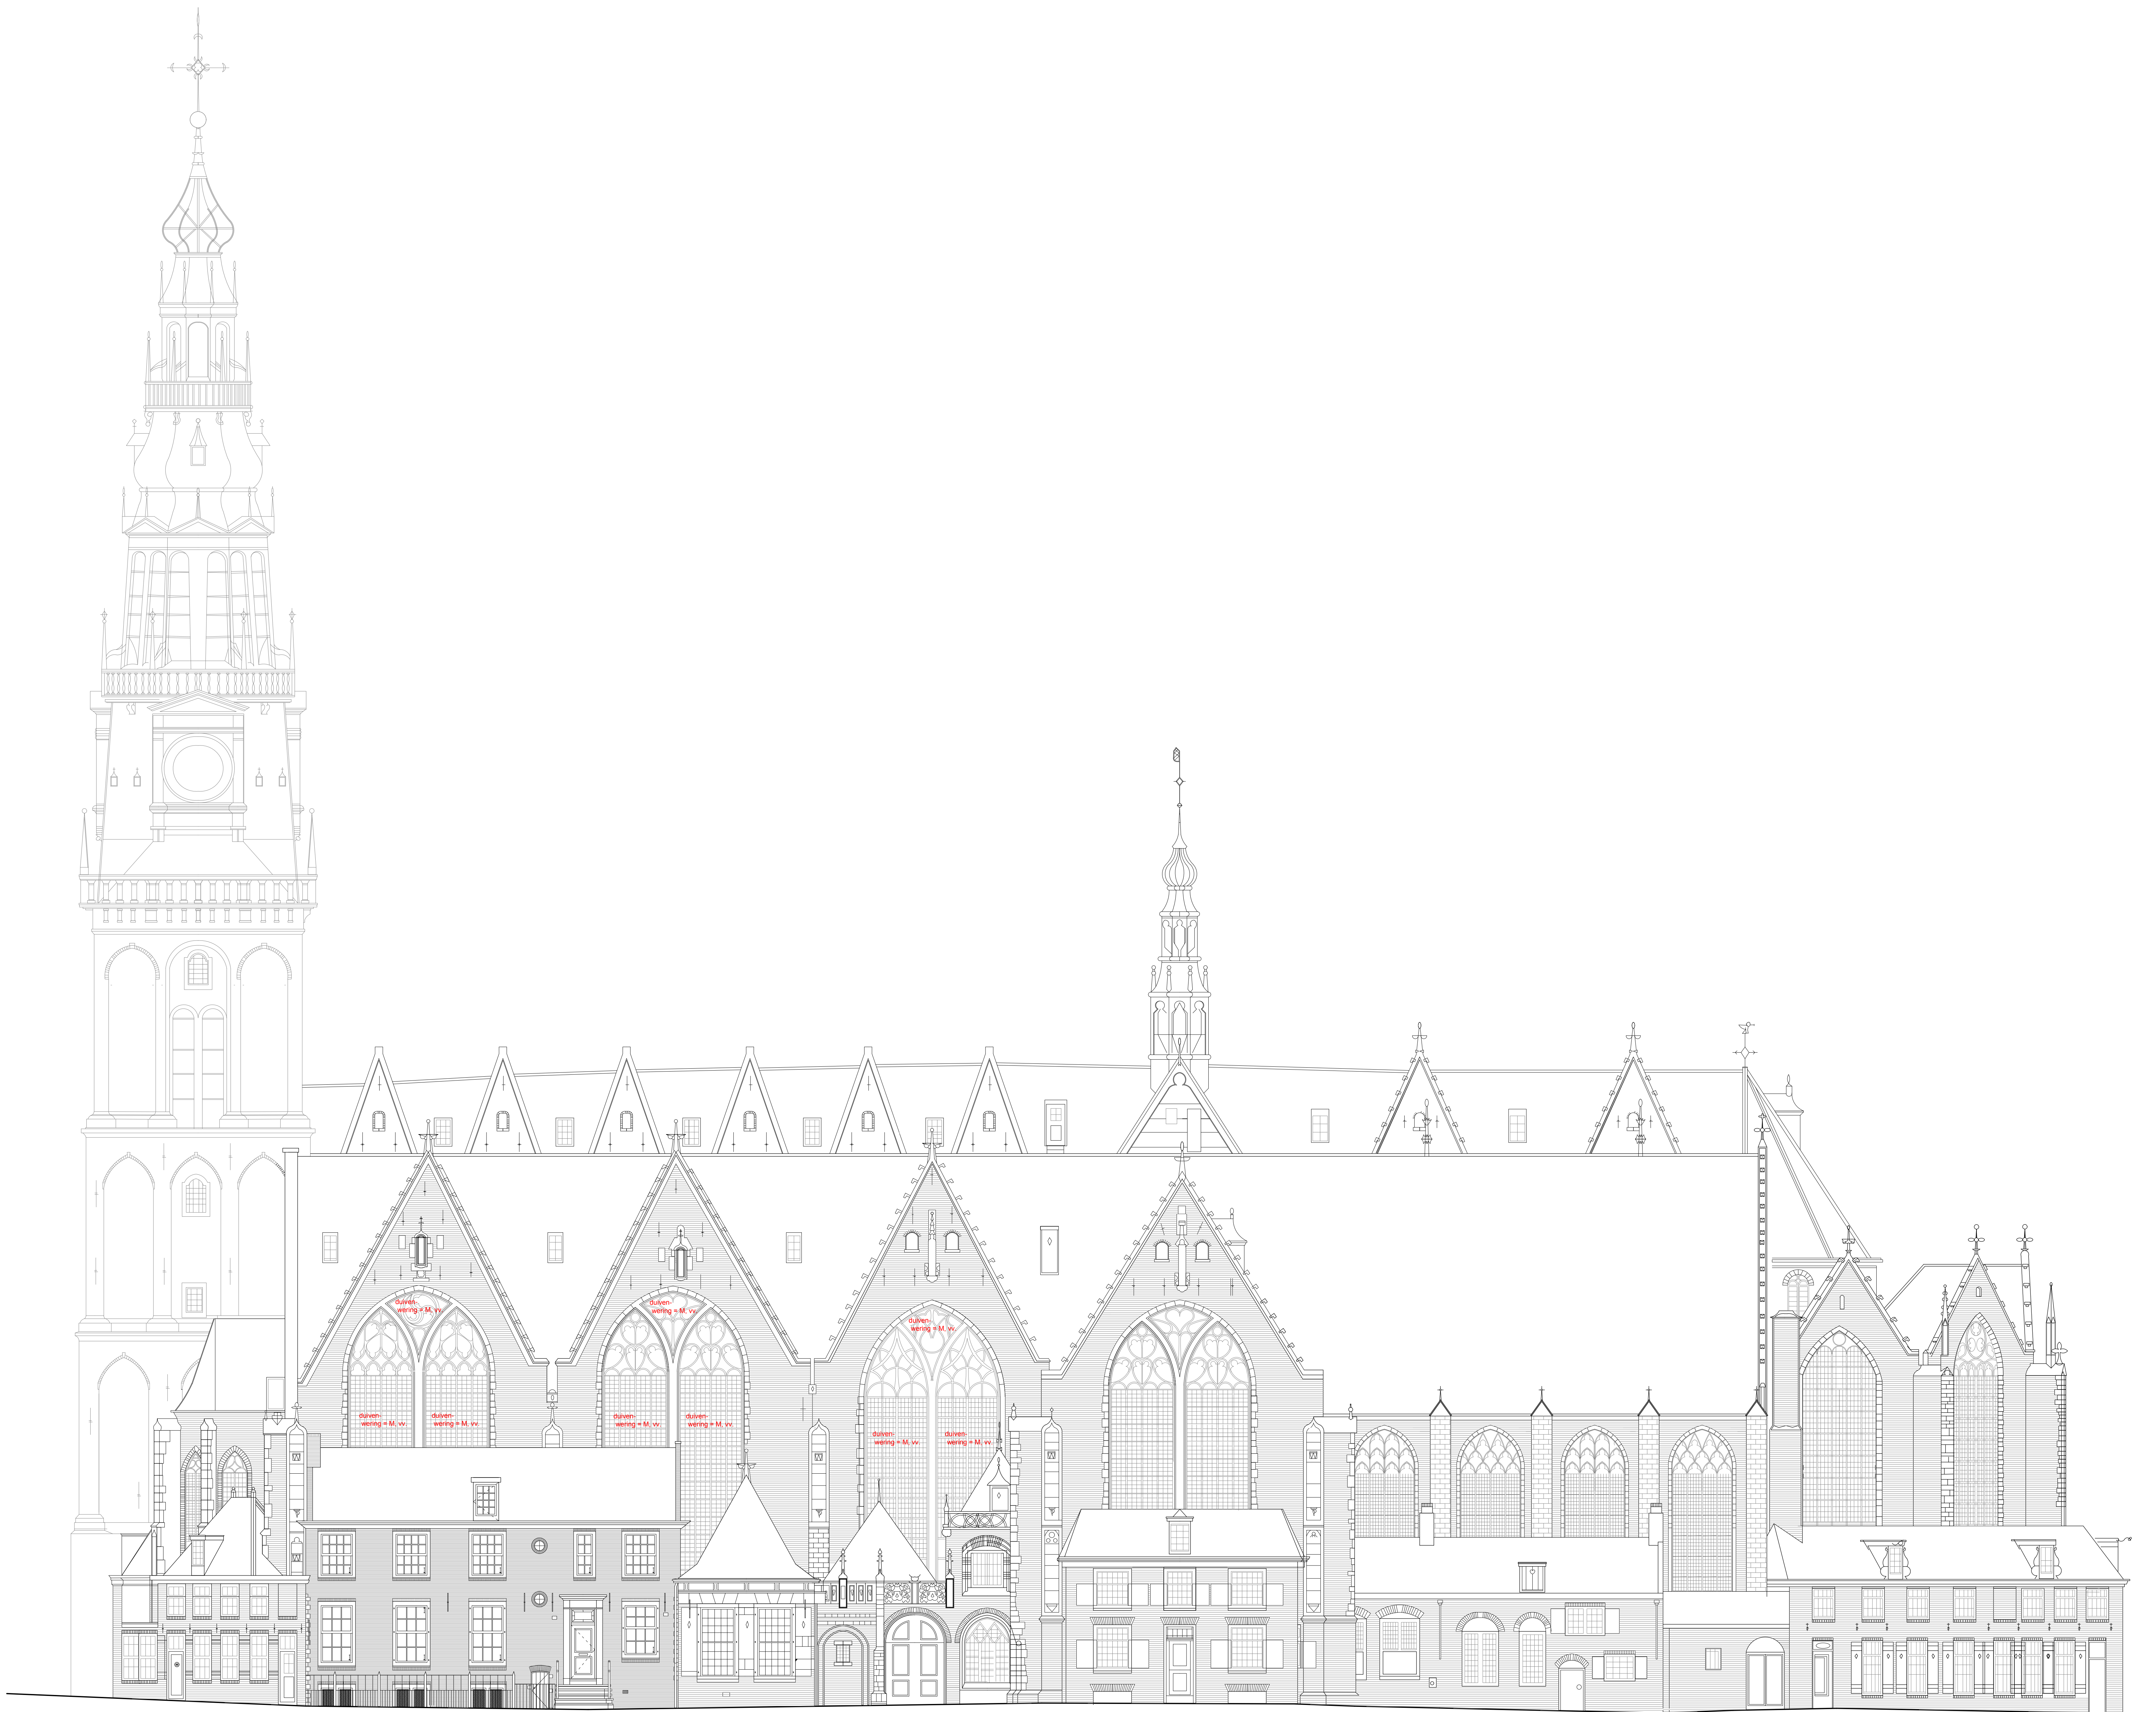 duiven-
wering = M, vv.
duiven-
wering = M, vv.
duiven-
wering = M, vv.
duiven-
wering = M, vv.
duiven-
wering = M, vv.
duiven-
wering = M, vv.
duiven-
wering = M, vv.
duiven-
wering = M, vv.
duiven-
wering = M, vv.